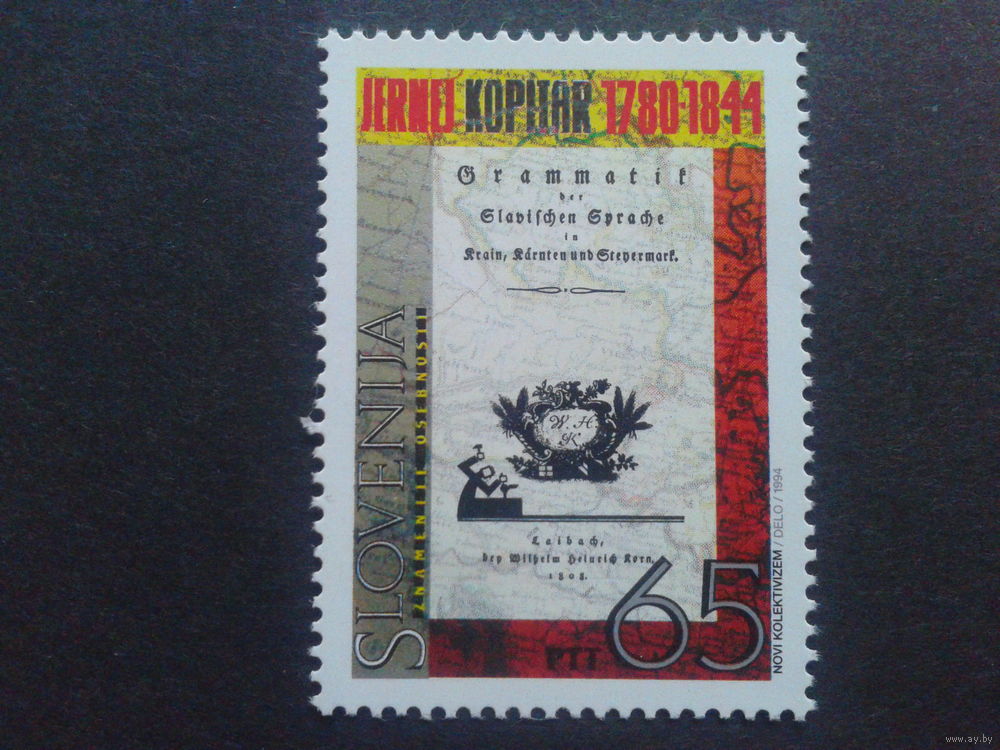 JERNEJ KOPITAR 1780-1844
Grammatik
der
Slavischen Sprache
in
Krain, Kärnten und Steyermark.
W. H.
K.
Laibach,
bey Wilhelm Heinrich Korn.
1808.
SLOVENIJA
ZNAMENITE OSEBNOSTI
PTT
65
NOVI KOLEKTIVIZEM / DELO / 1994
www.ay.by